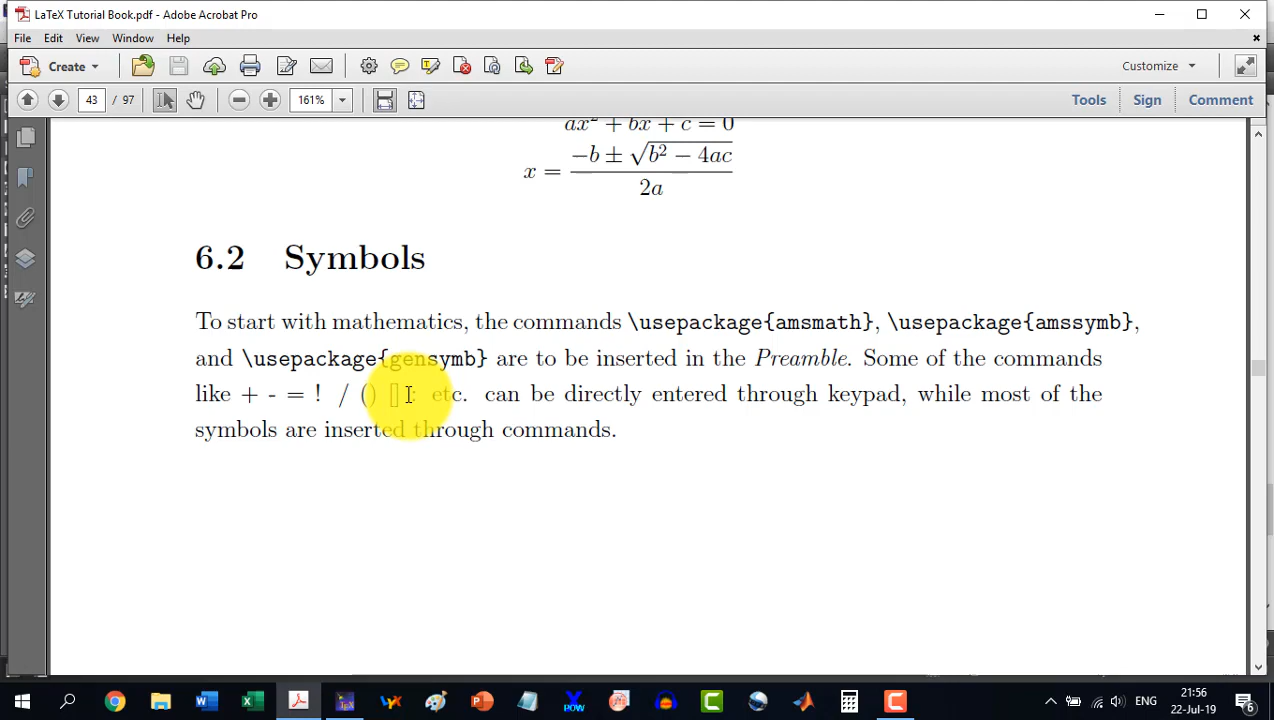 LaTeX Tutorial Book.pdf - Adobe Acrobat Pro
File Edit View Window Help
Create Customize
43 / 97 161% Tools Sign Comment
ax² + bx + c = 0
x = \frac{-b ± \sqrt{b² − 4ac}}{2a}
6.2 Symbols
To start with mathematics, the commands \usepackage{amsmath}, \usepackage{amssymb},
and \usepackage{gensymb} are to be inserted in the Preamble. Some of the commands
like + - = ! / () [] : etc. can be directly entered through keypad, while most of the
symbols are inserted through commands.
ENG 21:56
22-Jul-19 6